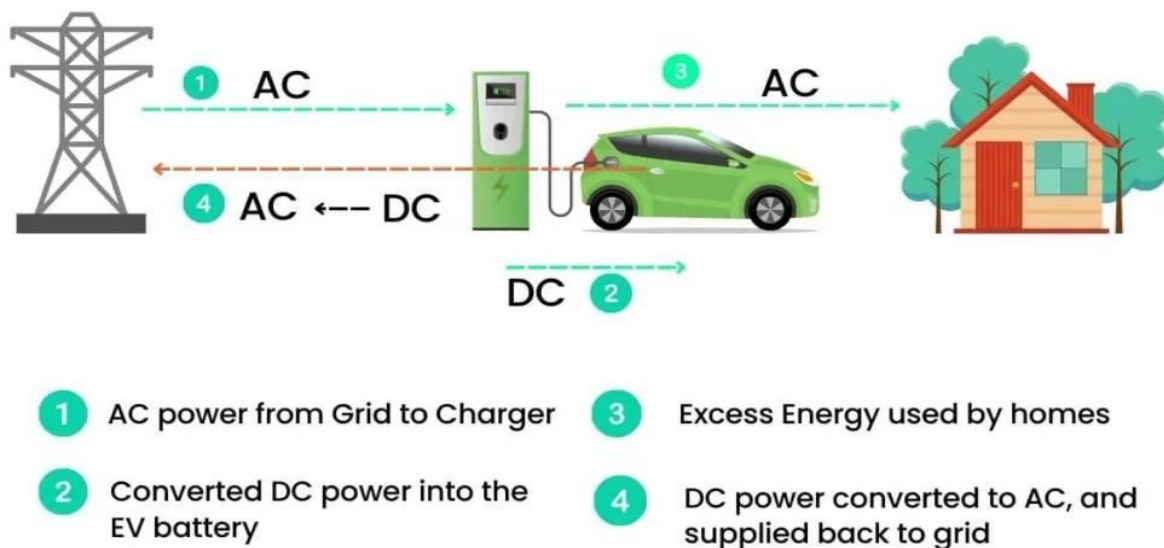 1 AC
3 AC
4 AC ←-- DC
DC 2
1 AC power from Grid to Charger
2 Converted DC power into the
EV battery
3 Excess Energy used by homes
4 DC power converted to AC, and
supplied back to grid